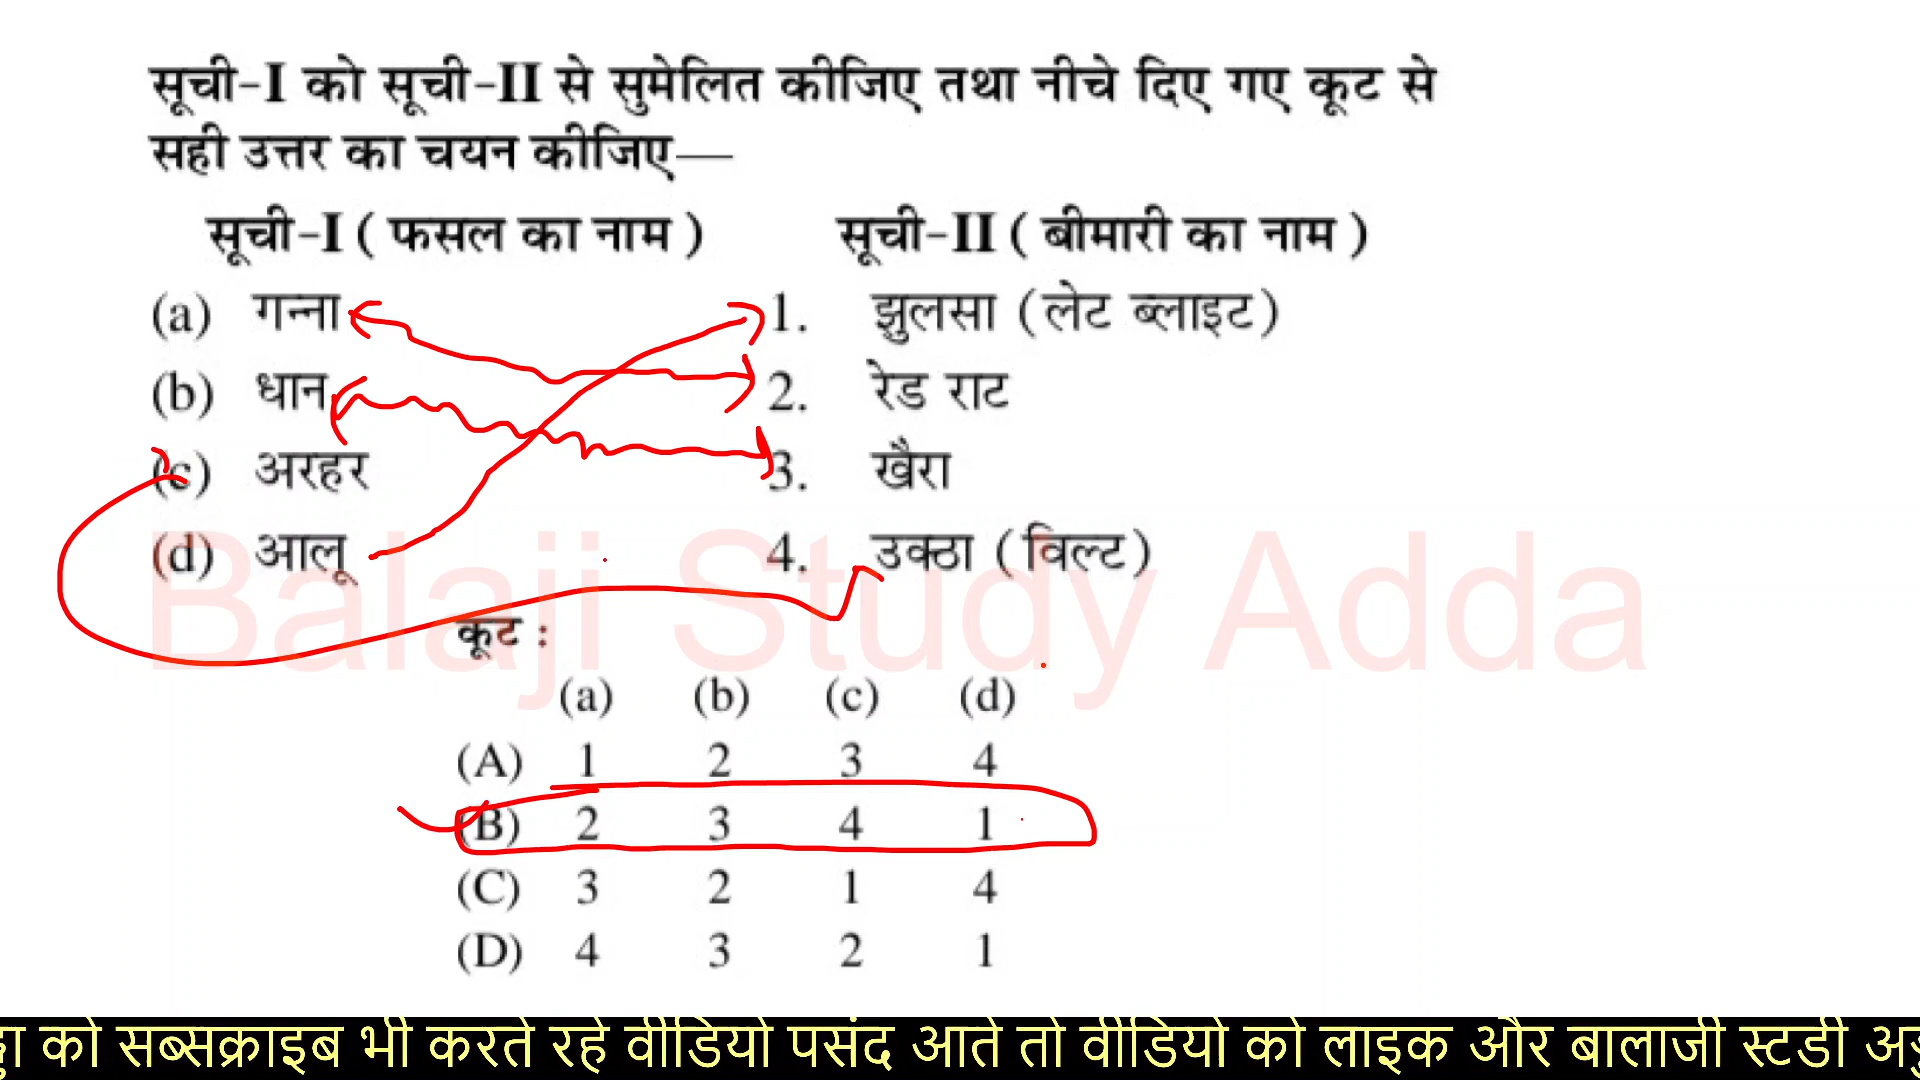 सूची-I को सूची-II से सुमेलित कीजिए तथा नीचे दिए गए कूट से
सही उत्तर का चयन कीजिए—
सूची-I ( फसल का नाम ) सूची-II ( बीमारी का नाम )
(a) गन्ना 1. झुलसा (लेट ब्लाइट)
(b) धान 2. रेड राट
(c) अरहर 3. खैरा
(d) आलू 4. उक्ठा (विल्ट)
Balaji Study Adda
कूट :
(a) (b) (c) (d)
(A) 1 2 3 4
(B) 2 3 4 1
(C) 3 2 1 4
(D) 4 3 2 1
को सब्सक्राइब भी करते रहे वीडियो पसंद आते तो वीडियो को लाइक और बालाजी स्टडी